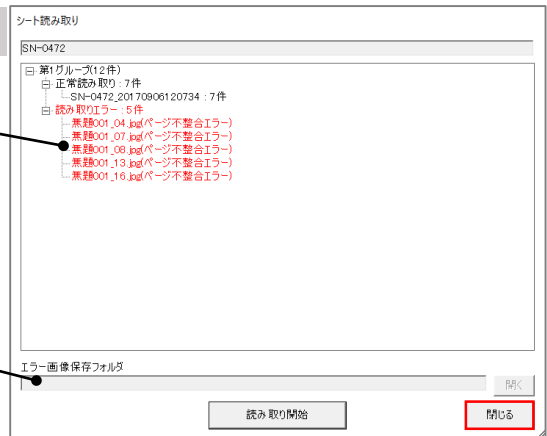 シート読み取り
SN-0472
第1グループ(12件)
正常読み取り : 7件
SN-0472_20170906120734 : 7件
読み取りエラー : 5件
無題001_04.jpg(ページ不整合エラー)
無題001_07.jpg(ページ不整合エラー)
無題001_08.jpg(ページ不整合エラー)
無題001_13.jpg(ページ不整合エラー)
無題001_16.jpg(ページ不整合エラー)
エラー画像保存フォルダ
開く
読み取り開始
閉じる